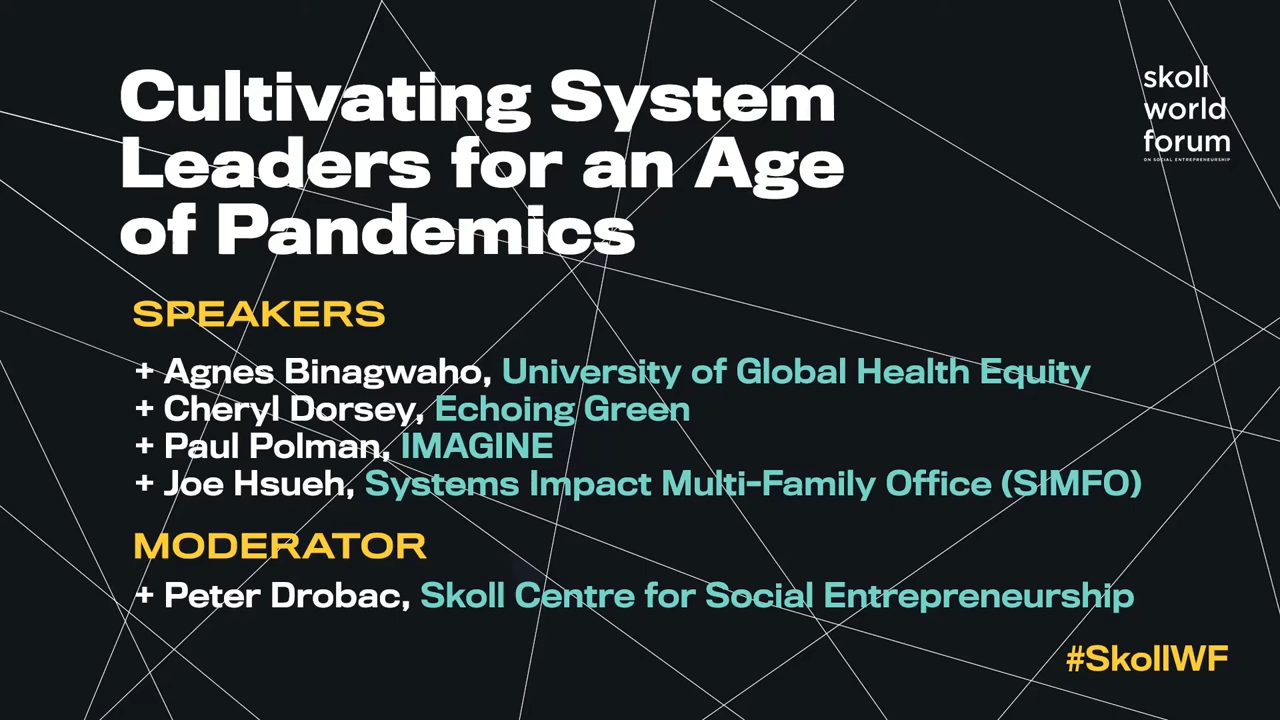 Cultivating System
Leaders for an Age
of Pandemics
skoll
world
forum
ON SOCIAL ENTREPRENEURSHIP
SPEAKERS
+ Agnes Binagwaho, University of Global Health Equity
+ Cheryl Dorsey, Echoing Green
+ Paul Polman, IMAGINE
+ Joe Hsueh, Systems Impact Multi-Family Office (SIMFO)
MODERATOR
+ Peter Drobac, Skoll Centre for Social Entrepreneurship
#SkollWF